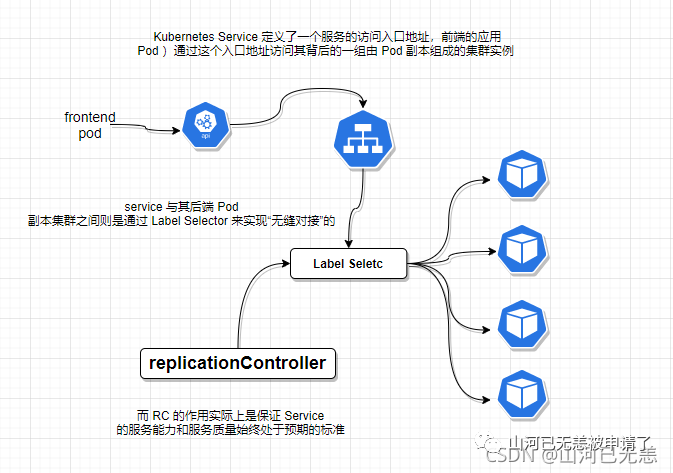 Kubernetes Service 定义了一个服务的访问入口地址，前端的应用
Pod ）通过这个入口地址访问其背后的一组由 Pod 副本组成的集群实例
frontend
pod
api
service 与其后端 Pod
副本集群之间则是通过 Label Selector 来实现“无缝对接”的
Label Seletc
replicationController
而 RC 的作用实际上是保证 Service
的服务能力和服务质量始终处于预期的标准
山河已无恙被申请了
CSDN @山河已无恙